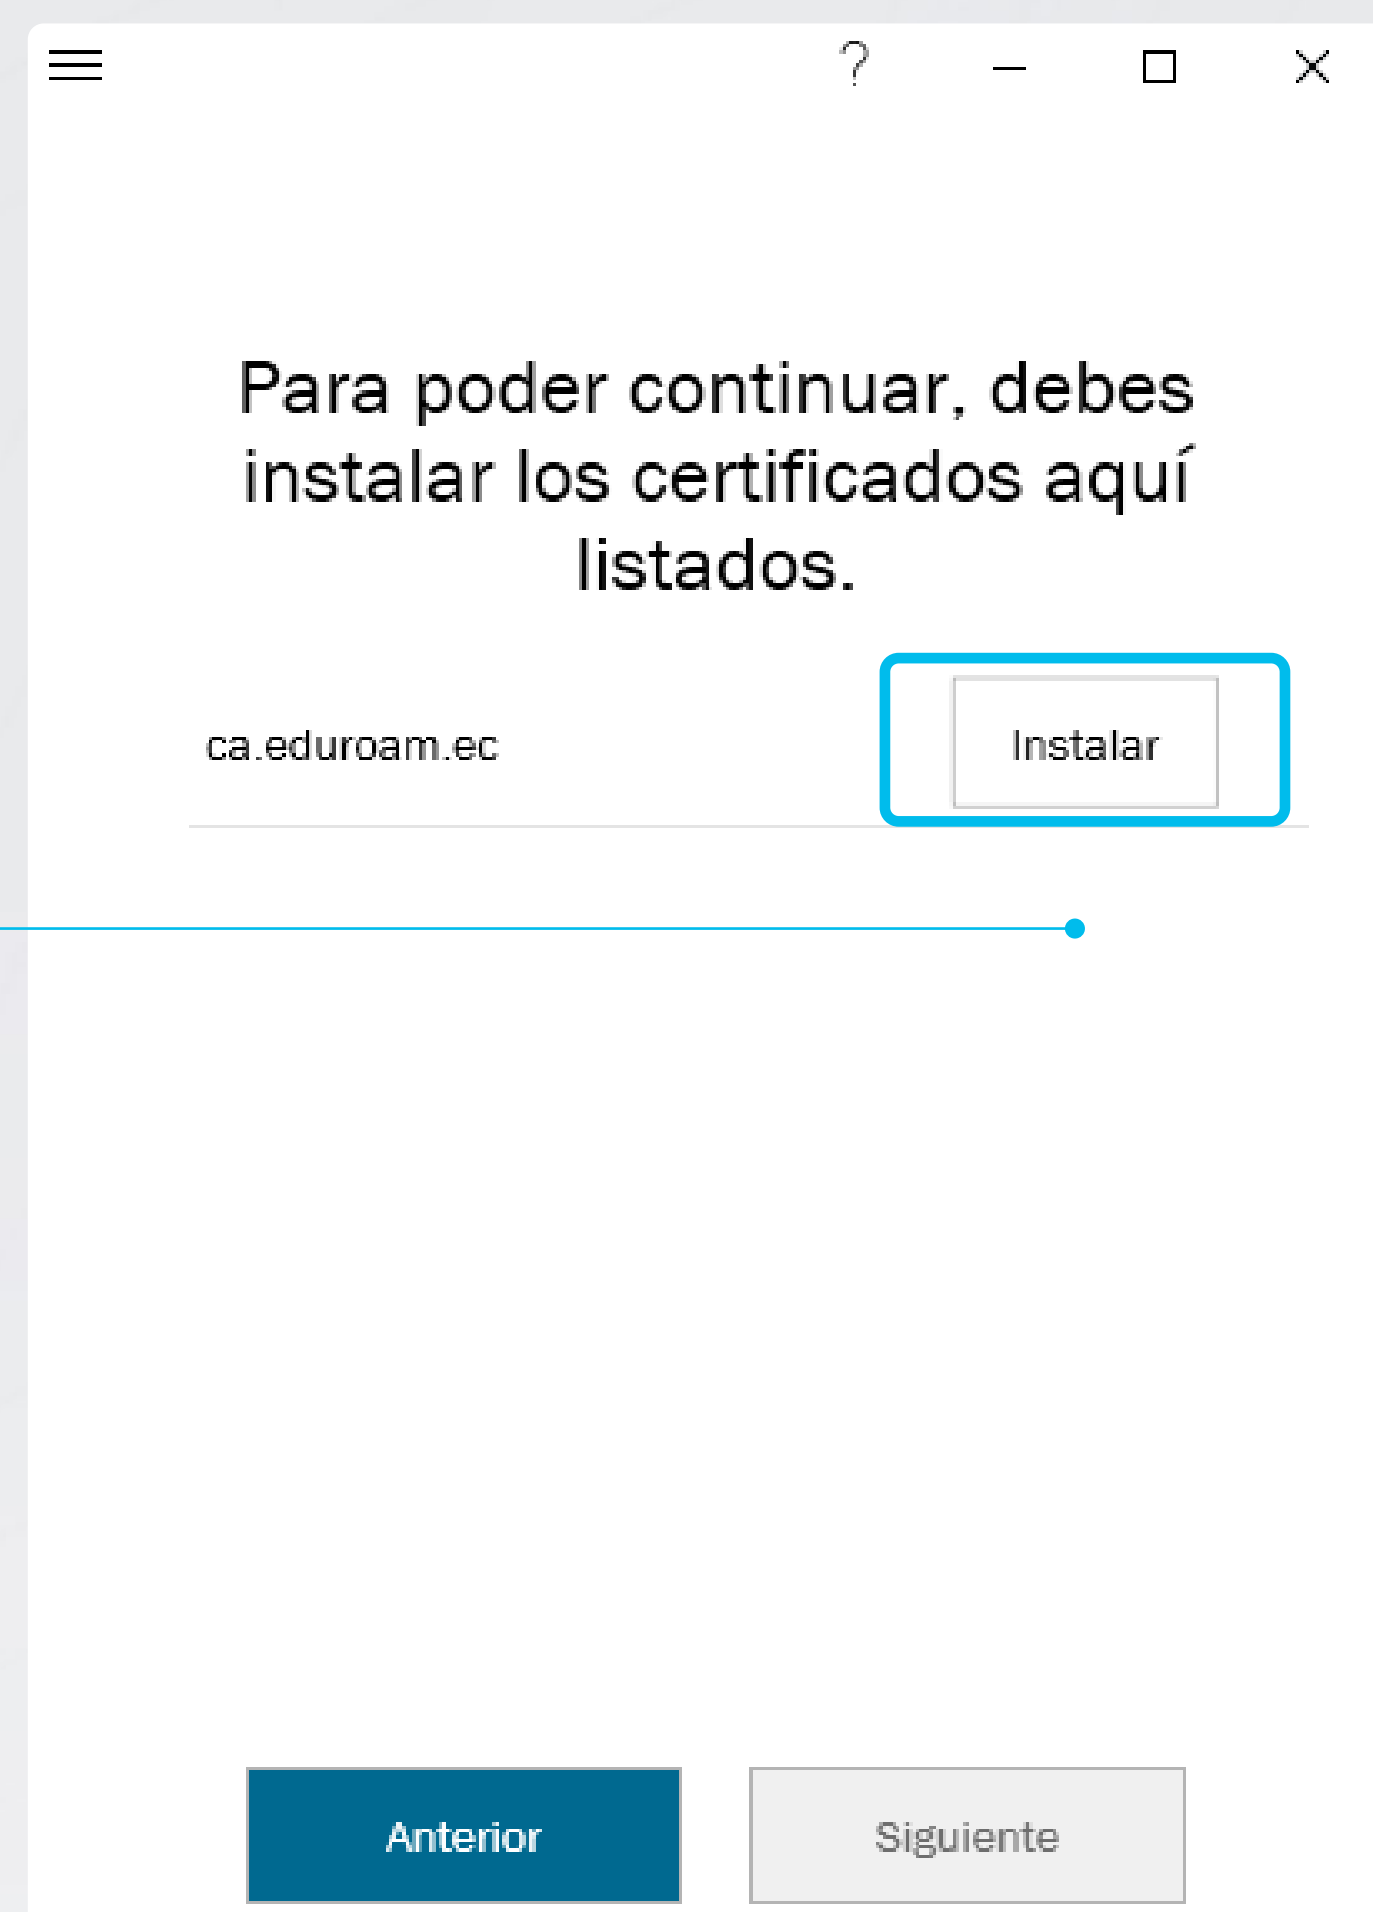 Para poder continuar, debes
instalar los certificados aquí
listados.
ca.eduroam.ec
Instalar
Anterior
Siguiente